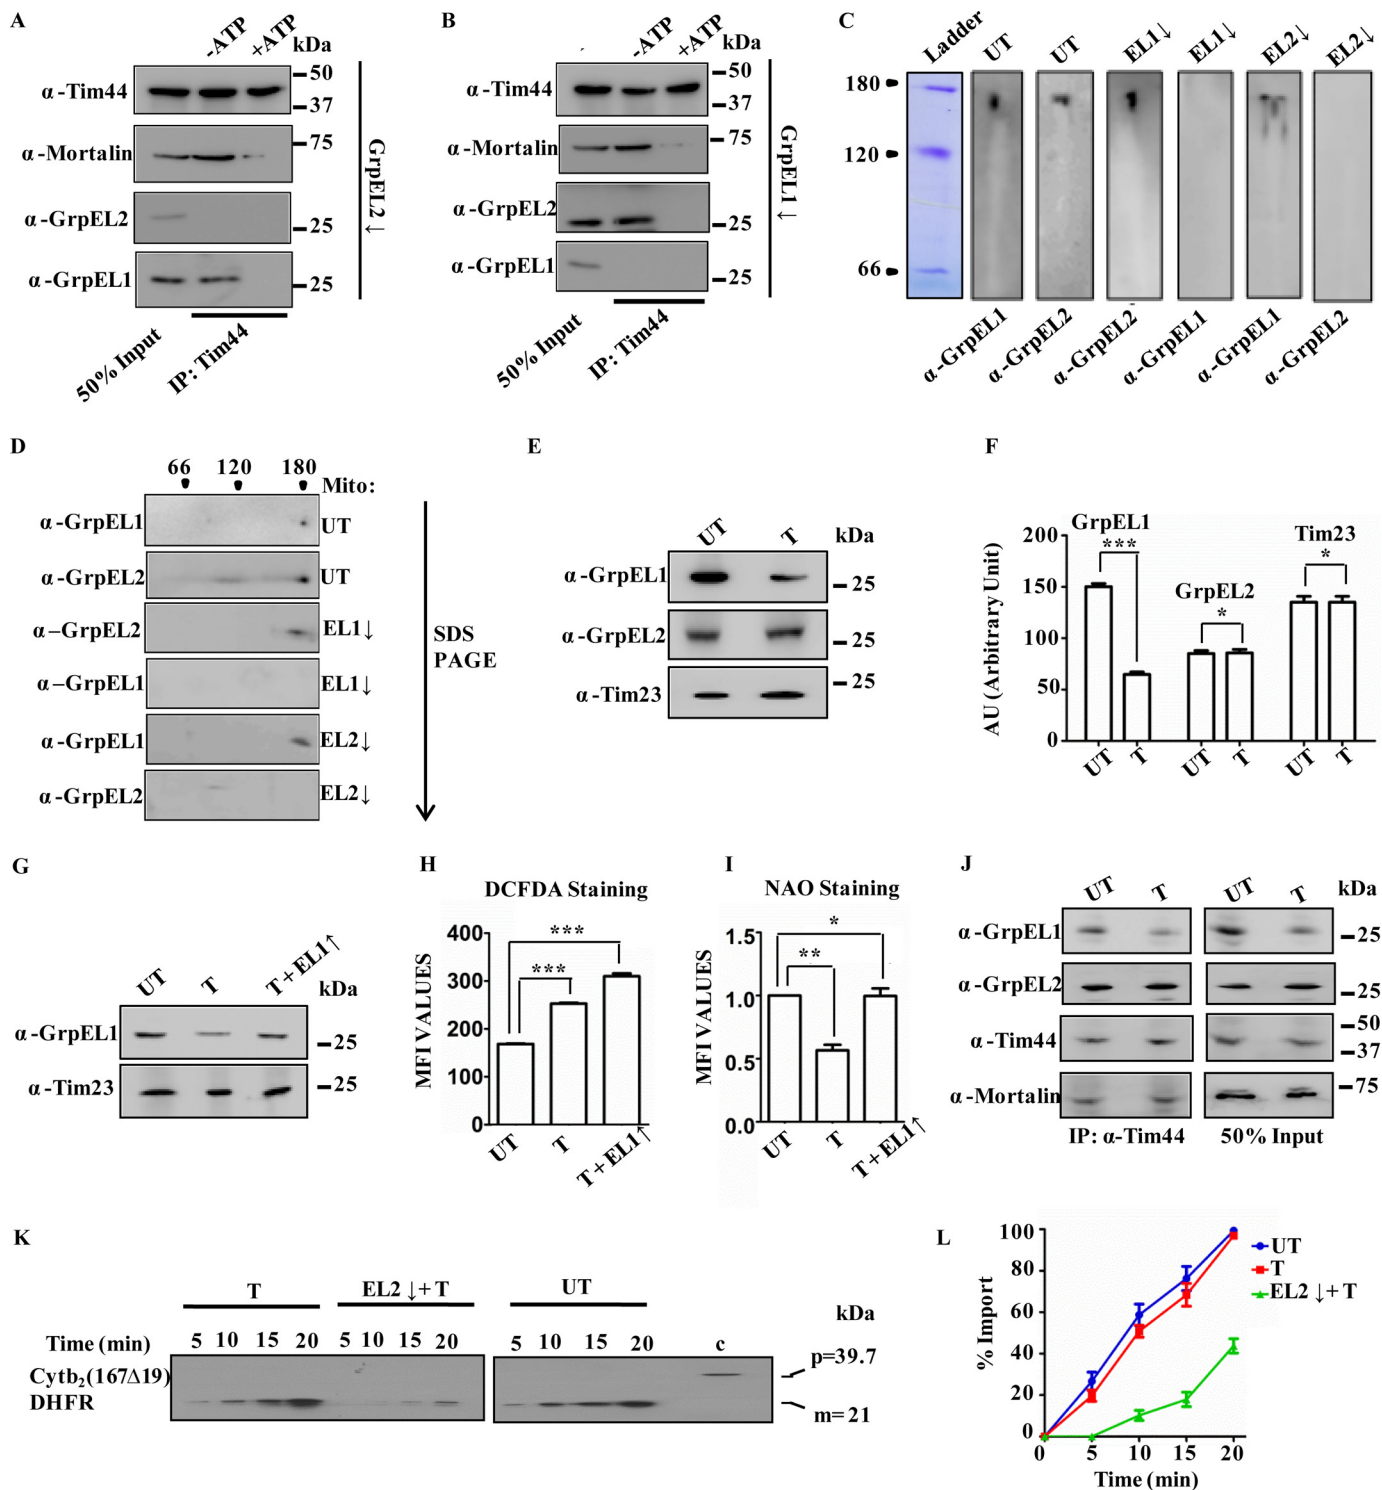 A
-ATP +ATP kDa
α-Tim44
50
37
α-Mortalin
75
α-GrpEL2
25
α-GrpEL1
25
GrpEL2 ↓
50% Input
IP: Tim44
B
-ATP +ATP kDa
α-Tim44
50
37
α-Mortalin
75
α-GrpEL2
25
α-GrpEL1
25
GrpEL1 ↓
50% Input
IP: Tim44
C
Ladder UT UT EL1↓ EL1↓ EL2↓ EL2↓
180
120
66
α-GrpEL1 α-GrpEL2 α-GrpEL2 α-GrpEL1 α-GrpEL1 α-GrpEL2
D
66 120 180
Mito:
α-GrpEL1 UT
α-GrpEL2 UT
α–GrpEL2 EL1↓
α–GrpEL1 EL1↓
α-GrpEL1 EL2↓
α-GrpEL2 EL2↓
SDS
PAGE
E
UT T kDa
α-GrpEL1 25
α-GrpEL2 25
α-Tim23 25
F
AU (Arbitrary Unit)
200
150
100
50
0
GrpEL1
***
GrpEL2
*
Tim23
*
UT T UT T UT T
G
UT T T + EL1↑ kDa
α-GrpEL1 25
α-Tim23 25
H
DCFDA Staining
MFI VALUES
400
300
200
100
0
***
***
UT T T + EL1↑
I
NAO Staining
MFI VALUES
1.5
1.0
0.5
0.0
*
**
UT T T + EL1↑
J
UT T UT T kDa
α-GrpEL1 25
α-GrpEL2 25
α-Tim44 50
37
α-Mortalin 75
IP: α-Tim44 50% Input
K
T EL2 ↓+ T UT
kDa
Time (min) 5 10 15 20 5 10 15 20 5 10 15 20 c
p=39.7
Cytb2(167Δ19)
DHFR
m= 21
L
% Import
100
80
60
40
20
0
0 5 10 15 20
Time (min)
UT
T
EL2 ↓+ T